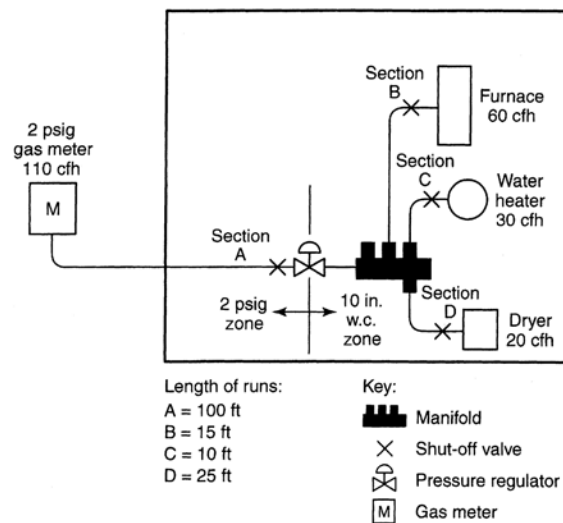 2 psig
gas meter
110 cfh
M
Section
A
2 psig
zone
10 in.
w.c.
zone
Section
B
Furnace
60 cfh
Section
C
Water
heater
30 cfh
Section
D
Dryer
20 cfh
Length of runs:
A = 100 ft
B = 15 ft
C = 10 ft
D = 25 ft
Key:
Manifold
Shut-off valve
Pressure regulator
M
Gas meter